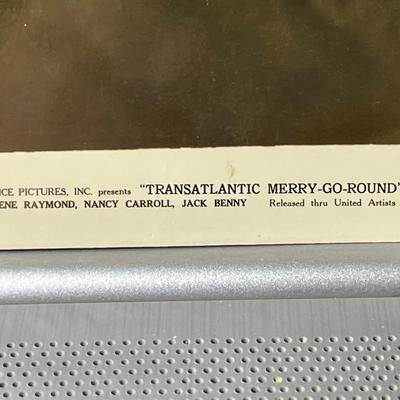 ICE PICTURES, INC. presents "TRANSATLANTIC MERRY-GO-ROUND"
ENE RAYMOND, NANCY CARROLL, JACK BENNY Released thru United Artists